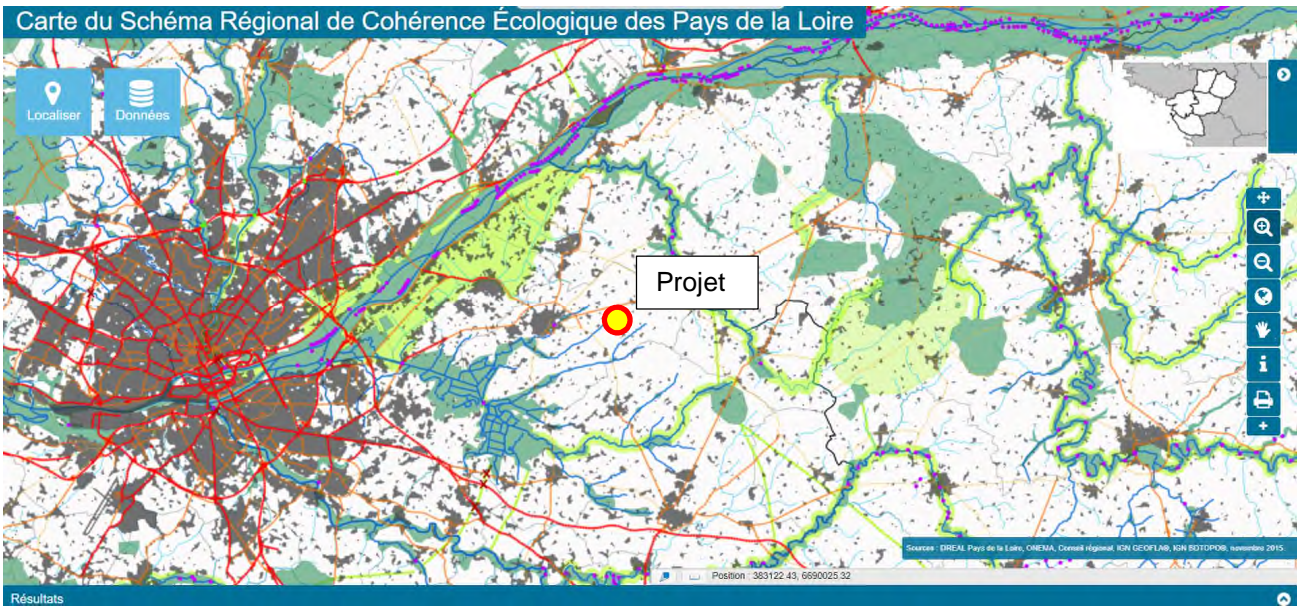 Carte du Schéma Régional de Cohérence Écologique des Pays de la Loire
Localiser
Données
Projet
Sources : DREAL Pays de la Loire, ONEMA, Conseil régional, IGN GEOFLA®, IGN BDTOPO®, novembre 2015.
Position : 383122.43, 6690025.32
Résultats